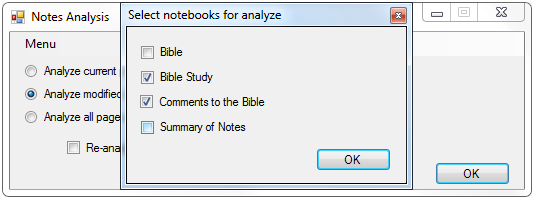 Notes Analysis
Menu
Analyze current
Analyze modified
Analyze all page
Re-ana
OK
Select notebooks for analyze
Bible
Bible Study
Comments to the Bible
Summary of Notes
OK